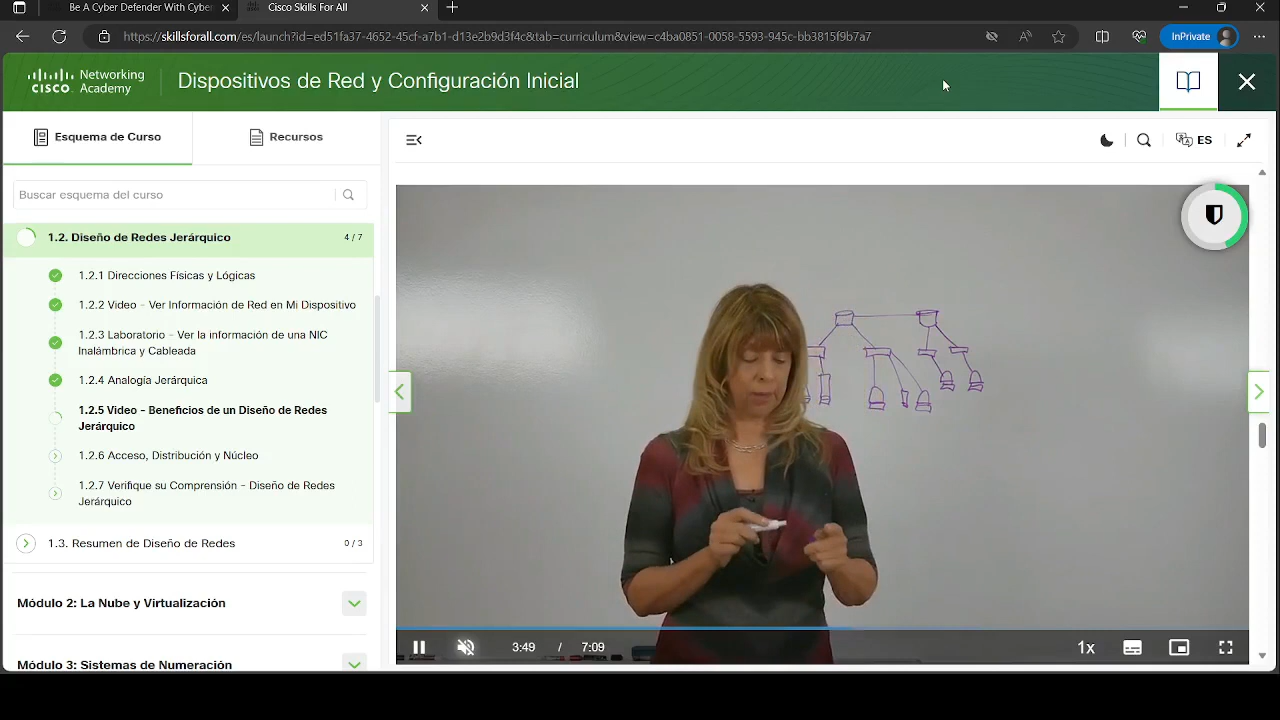 Be A Cyber Defender With Cyber
Cisco Skills For All
https://skillsforall.com/es/launch?id=ed51fa37-4652-45cf-a7b1-d13e2b9d3f4c8&tab=curriculum&view=c4ba0851-0058-5593-945c-bb3815f9b7a7
InPrivate
CISCO
Networking
Academy
Dispositivos de Red y Configuración Inicial
Esquema de Curso
Recursos
ES
Buscar esquema del curso
1.2. Diseño de Redes Jerárquico
4 / 7
1.2.1 Direcciones Físicas y Lógicas
1.2.2 Video - Ver Información de Red en Mi Dispositivo
1.2.3 Laboratorio - Ver la información de una NIC
Inalámbrica y Cableada
1.2.4 Analogía Jerárquica
1.2.5 Video - Beneficios de un Diseño de Redes
Jerárquico
1.2.6 Acceso, Distribución y Núcleo
1.2.7 Verifique su Comprensión - Diseño de Redes
Jerárquico
1.3. Resumen de Diseño de Redes
0 / 3
Módulo 2: La Nube y Virtualización
Módulo 3: Sistemas de Numeración
3:49 / 7:09
1x